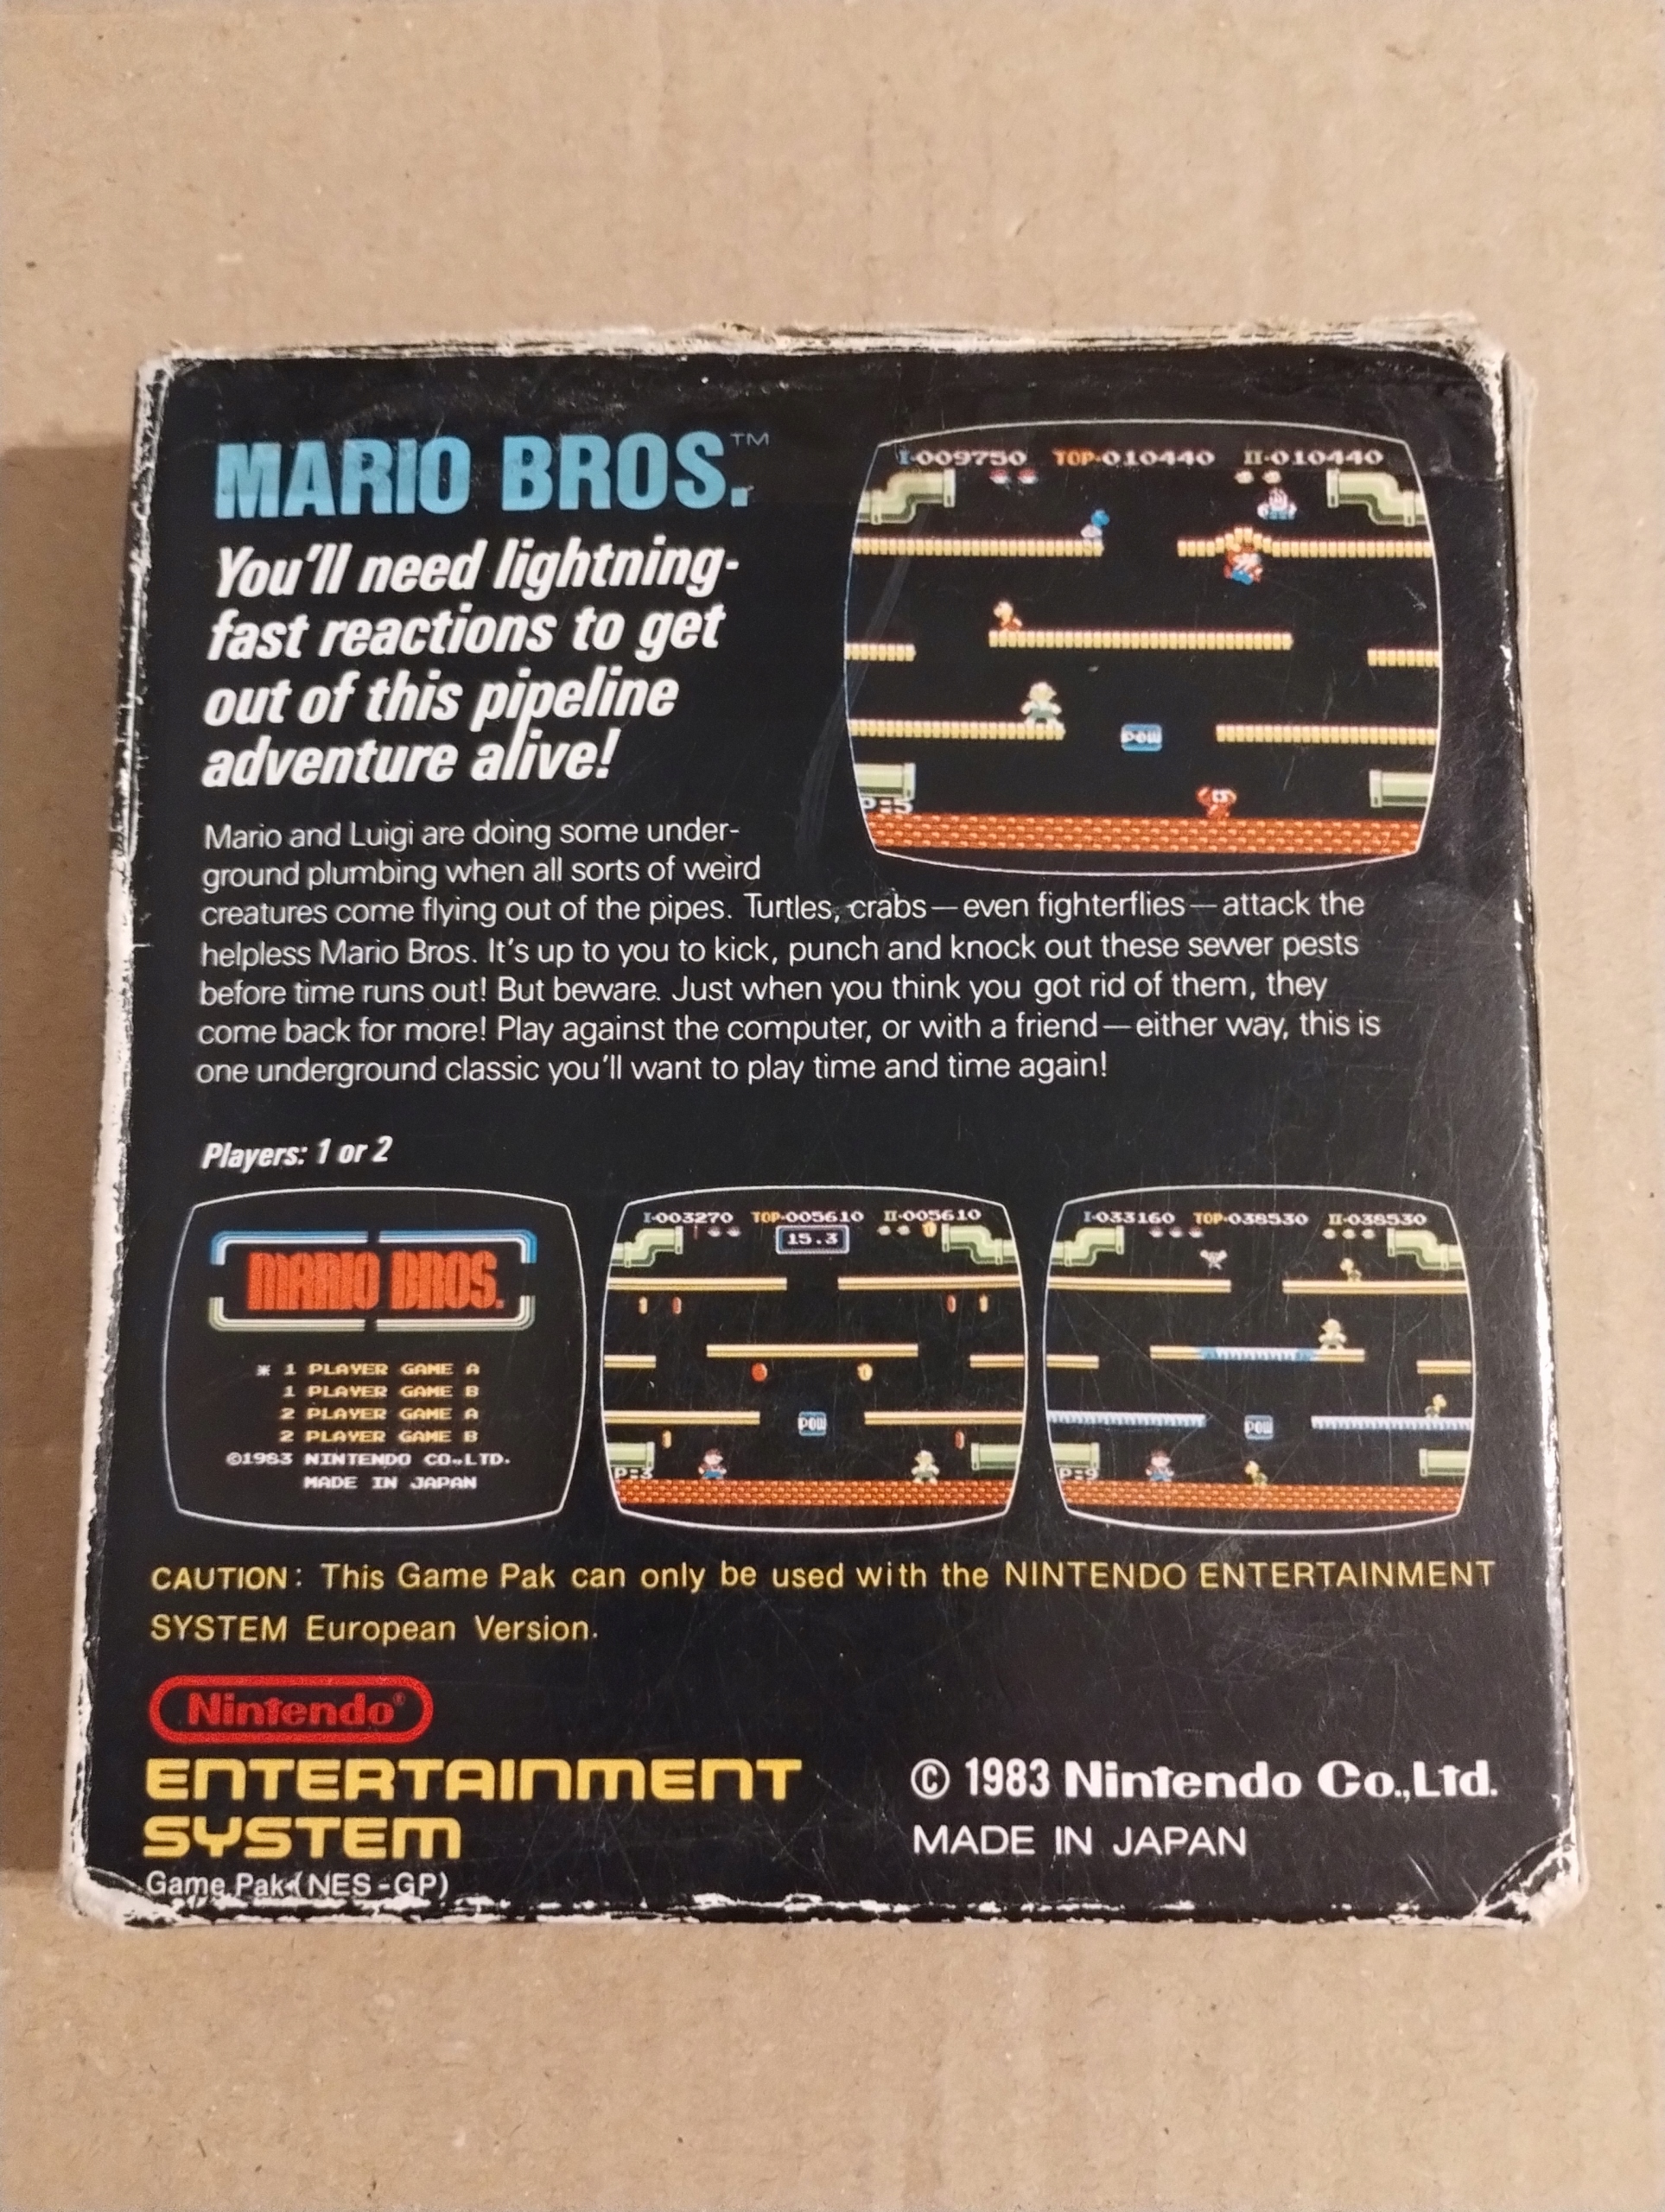 MARIO BROS.™
You'll need lightning-
fast reactions to get
out of this pipeline
adventure alive!
I-009750 TOP-010440 II-010440
POW
P=5
Mario and Luigi are doing some under-
ground plumbing when all sorts of weird
creatures come flying out of the pipes. Turtles, crabs—even fighterflies—attack the
helpless Mario Bros. It's up to you to kick, punch and knock out these sewer pests
before time runs out! But beware. Just when you think you got rid of them, they
come back for more! Play against the computer, or with a friend—either way, this is
one underground classic you'll want to play time and time again!
Players: 1 or 2
MARIO BROS.
* 1 PLAYER GAME A
1 PLAYER GAME B
2 PLAYER GAME A
2 PLAYER GAME B
©1983 NINTENDO CO.,LTD.
MADE IN JAPAN
I-003270 TOP-005610 II-005610
15.3
POW
P=3
I-033160 TOP-038530 II-038530
POW
P=9
CAUTION: This Game Pak can only be used with the NINTENDO ENTERTAINMENT
SYSTEM European Version.
Nintendo®
ENTERTAINMENT
SYSTEM
Game Pak (NES-GP)
© 1983 Nintendo Co.,Ltd.
MADE IN JAPAN